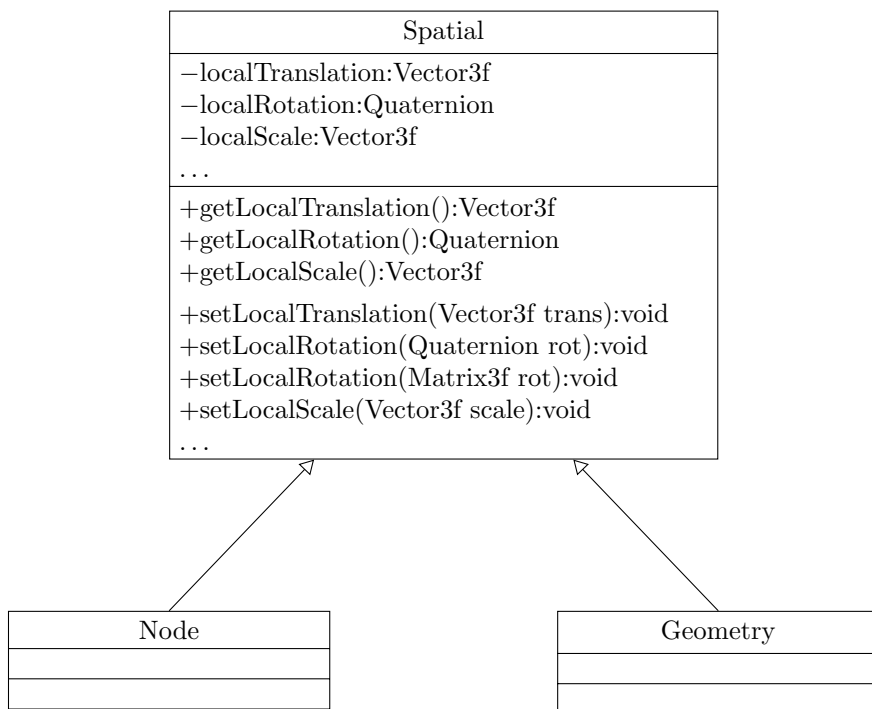 Spatial
−localTranslation:Vector3f
−localRotation:Quaternion
−localScale:Vector3f
...
+getLocalTranslation():Vector3f
+getLocalRotation():Quaternion
+getLocalScale():Vector3f
+setLocalTranslation(Vector3f trans):void
+setLocalRotation(Quaternion rot):void
+setLocalRotation(Matrix3f rot):void
+setLocalScale(Vector3f scale):void
...
Node
Geometry